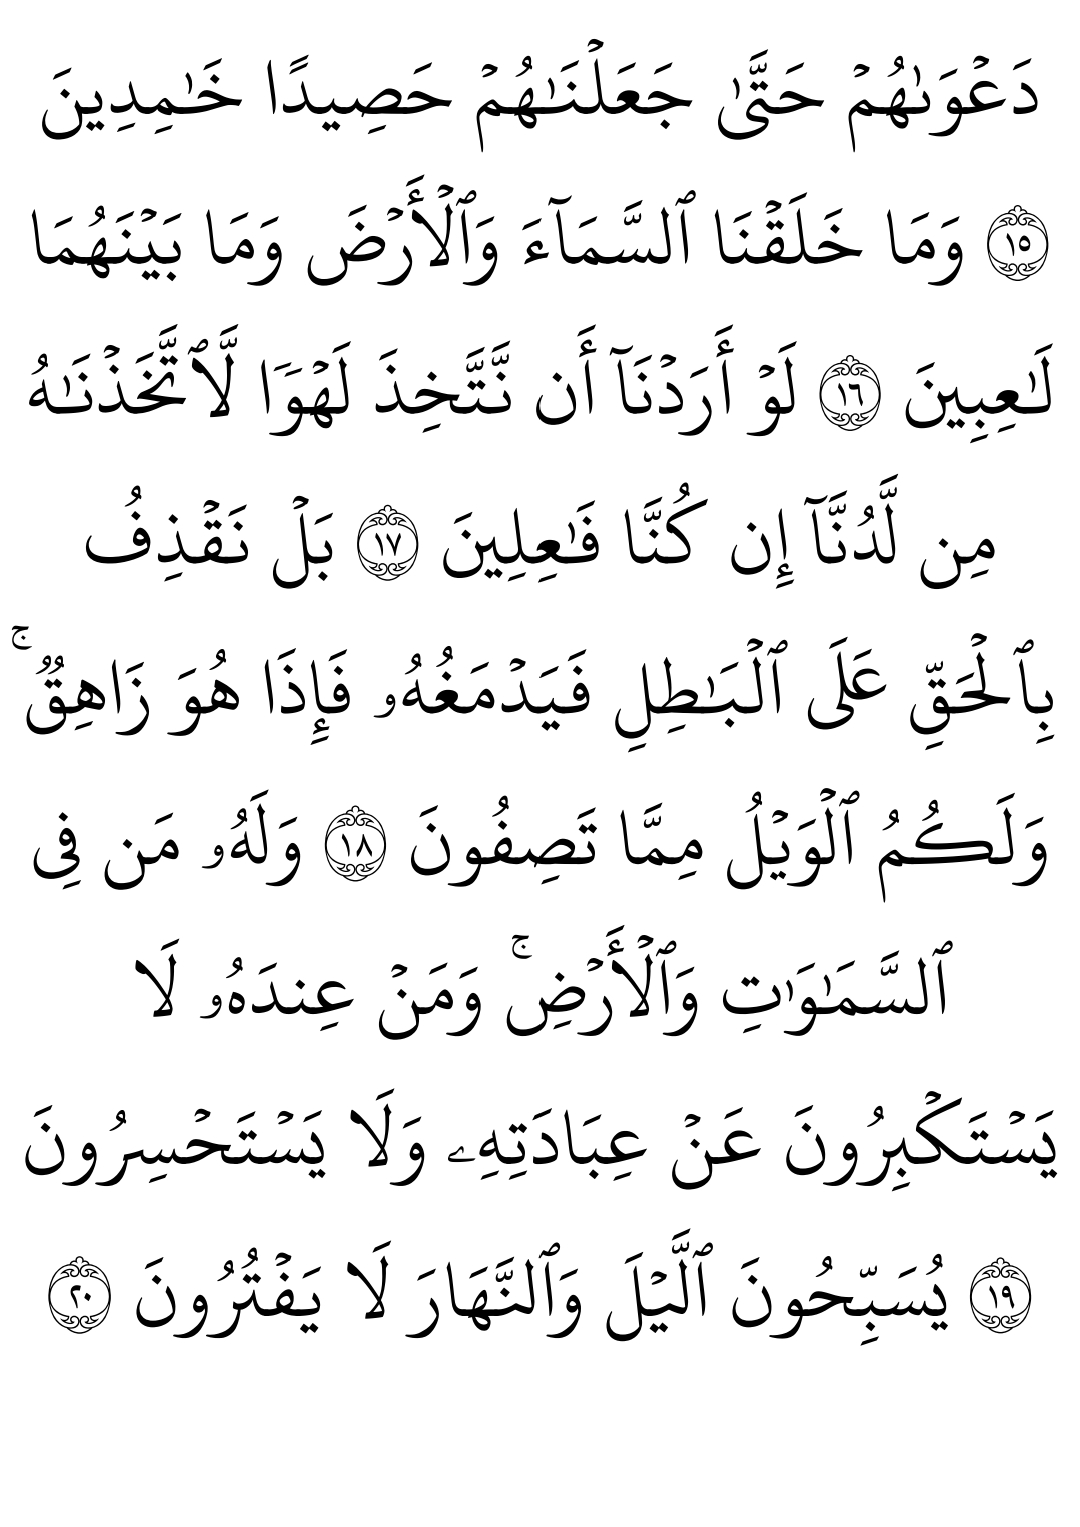 دَعۡوَىٰهُمۡ حَتَّىٰ جَعَلۡنَٰهُمۡ حَصِيدًا خَٰمِدِينَ
١٥ وَمَا خَلَقۡنَا ٱلسَّمَآءَ وَٱلۡأَرۡضَ وَمَا بَيۡنَهُمَا
لَٰعِبِينَ ١٦ لَوۡ أَرَدۡنَآ أَن نَّتَّخِذَ لَهۡوٗا لَّٱتَّخَذۡنَٰهُ
مِن لَّدُنَّآ إِن كُنَّا فَٰعِلِينَ ١٧ بَلۡ نَقۡذِفُ
بِٱلۡحَقِّ عَلَى ٱلۡبَٰطِلِ فَيَدۡمَغُهُۥ فَإِذَا هُوَ زَاهِقٞۚ
وَلَكُمُ ٱلۡوَيۡلُ مِمَّا تَصِفُونَ ١٨ وَلَهُۥ مَن فِي
ٱلسَّمَٰوَٰتِ وَٱلۡأَرۡضِۚ وَمَنۡ عِندَهُۥ لَا
يَسۡتَكۡبِرُونَ عَنۡ عِبَادَتِهِۦ وَلَا يَسۡتَحۡسِرُونَ
١٩ يُسَبِّحُونَ ٱلَّيۡلَ وَٱلنَّهَارَ لَا يَفۡتُرُونَ ٢٠